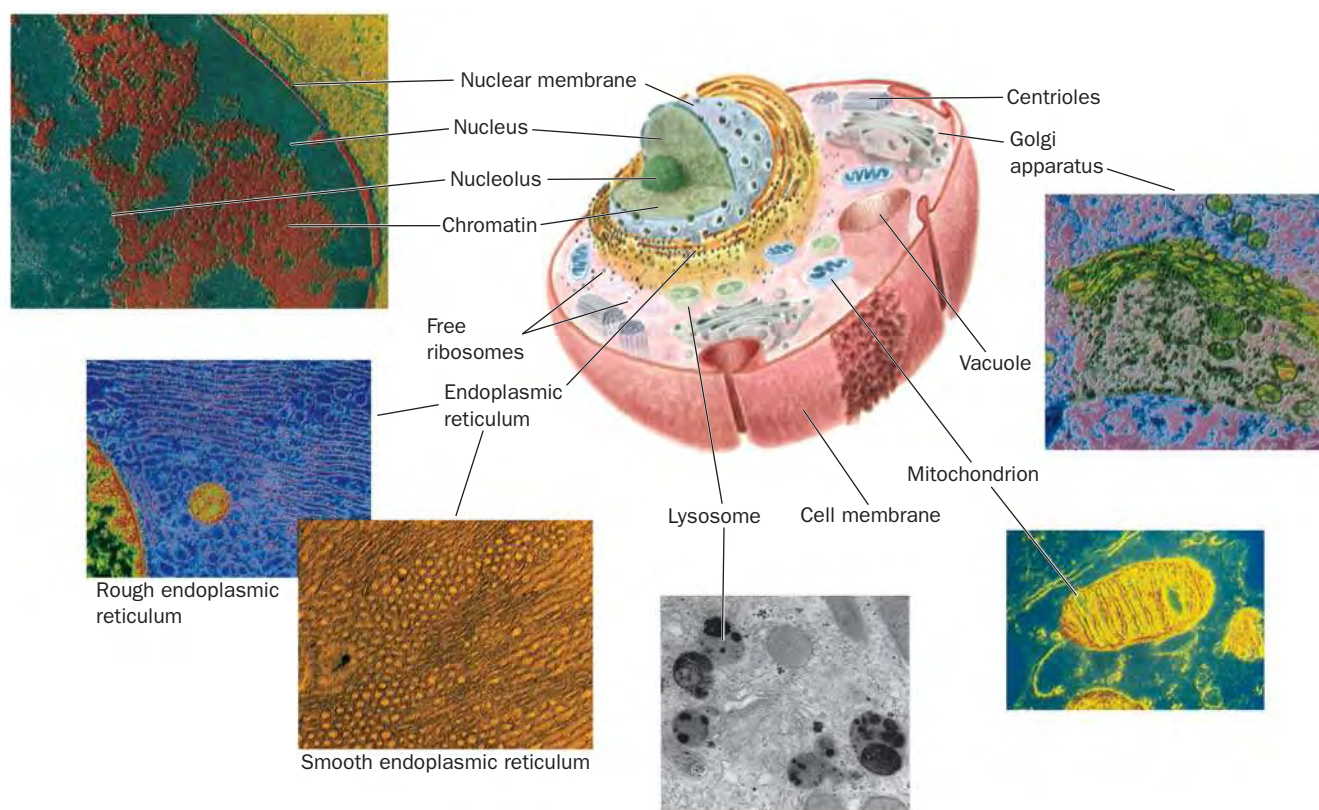 Nuclear membrane
Nucleus
Nucleolus
Chromatin
Free
ribosomes
Endoplasmic
reticulum
Centrioles
Golgi
apparatus
Vacuole
Mitochondrion
Lysosome
Cell membrane
Rough endoplasmic
reticulum
Smooth endoplasmic reticulum